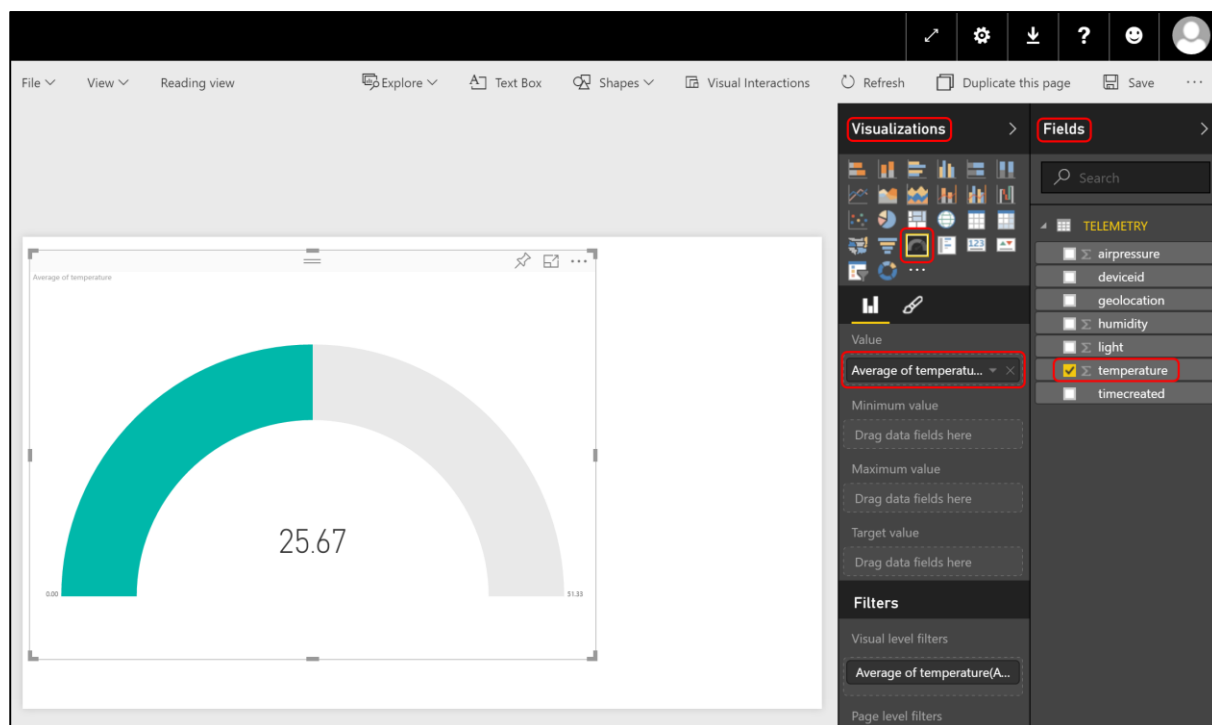 File View Reading view Explore Text Box Shapes Visual Interactions Refresh Duplicate this page Save ...
Visualizations
Fields
Search
TELEMETRY
airpressure
deviceid
geolocation
humidity
light
temperature
timecreated
123
Value
Average of temperatu...
Minimum value
Drag data fields here
Maximum value
Drag data fields here
Target value
Drag data fields here
Filters
Visual level filters
Average of temperature(A...
Page level filters
Average of temperature
25.67
0.00
51.33